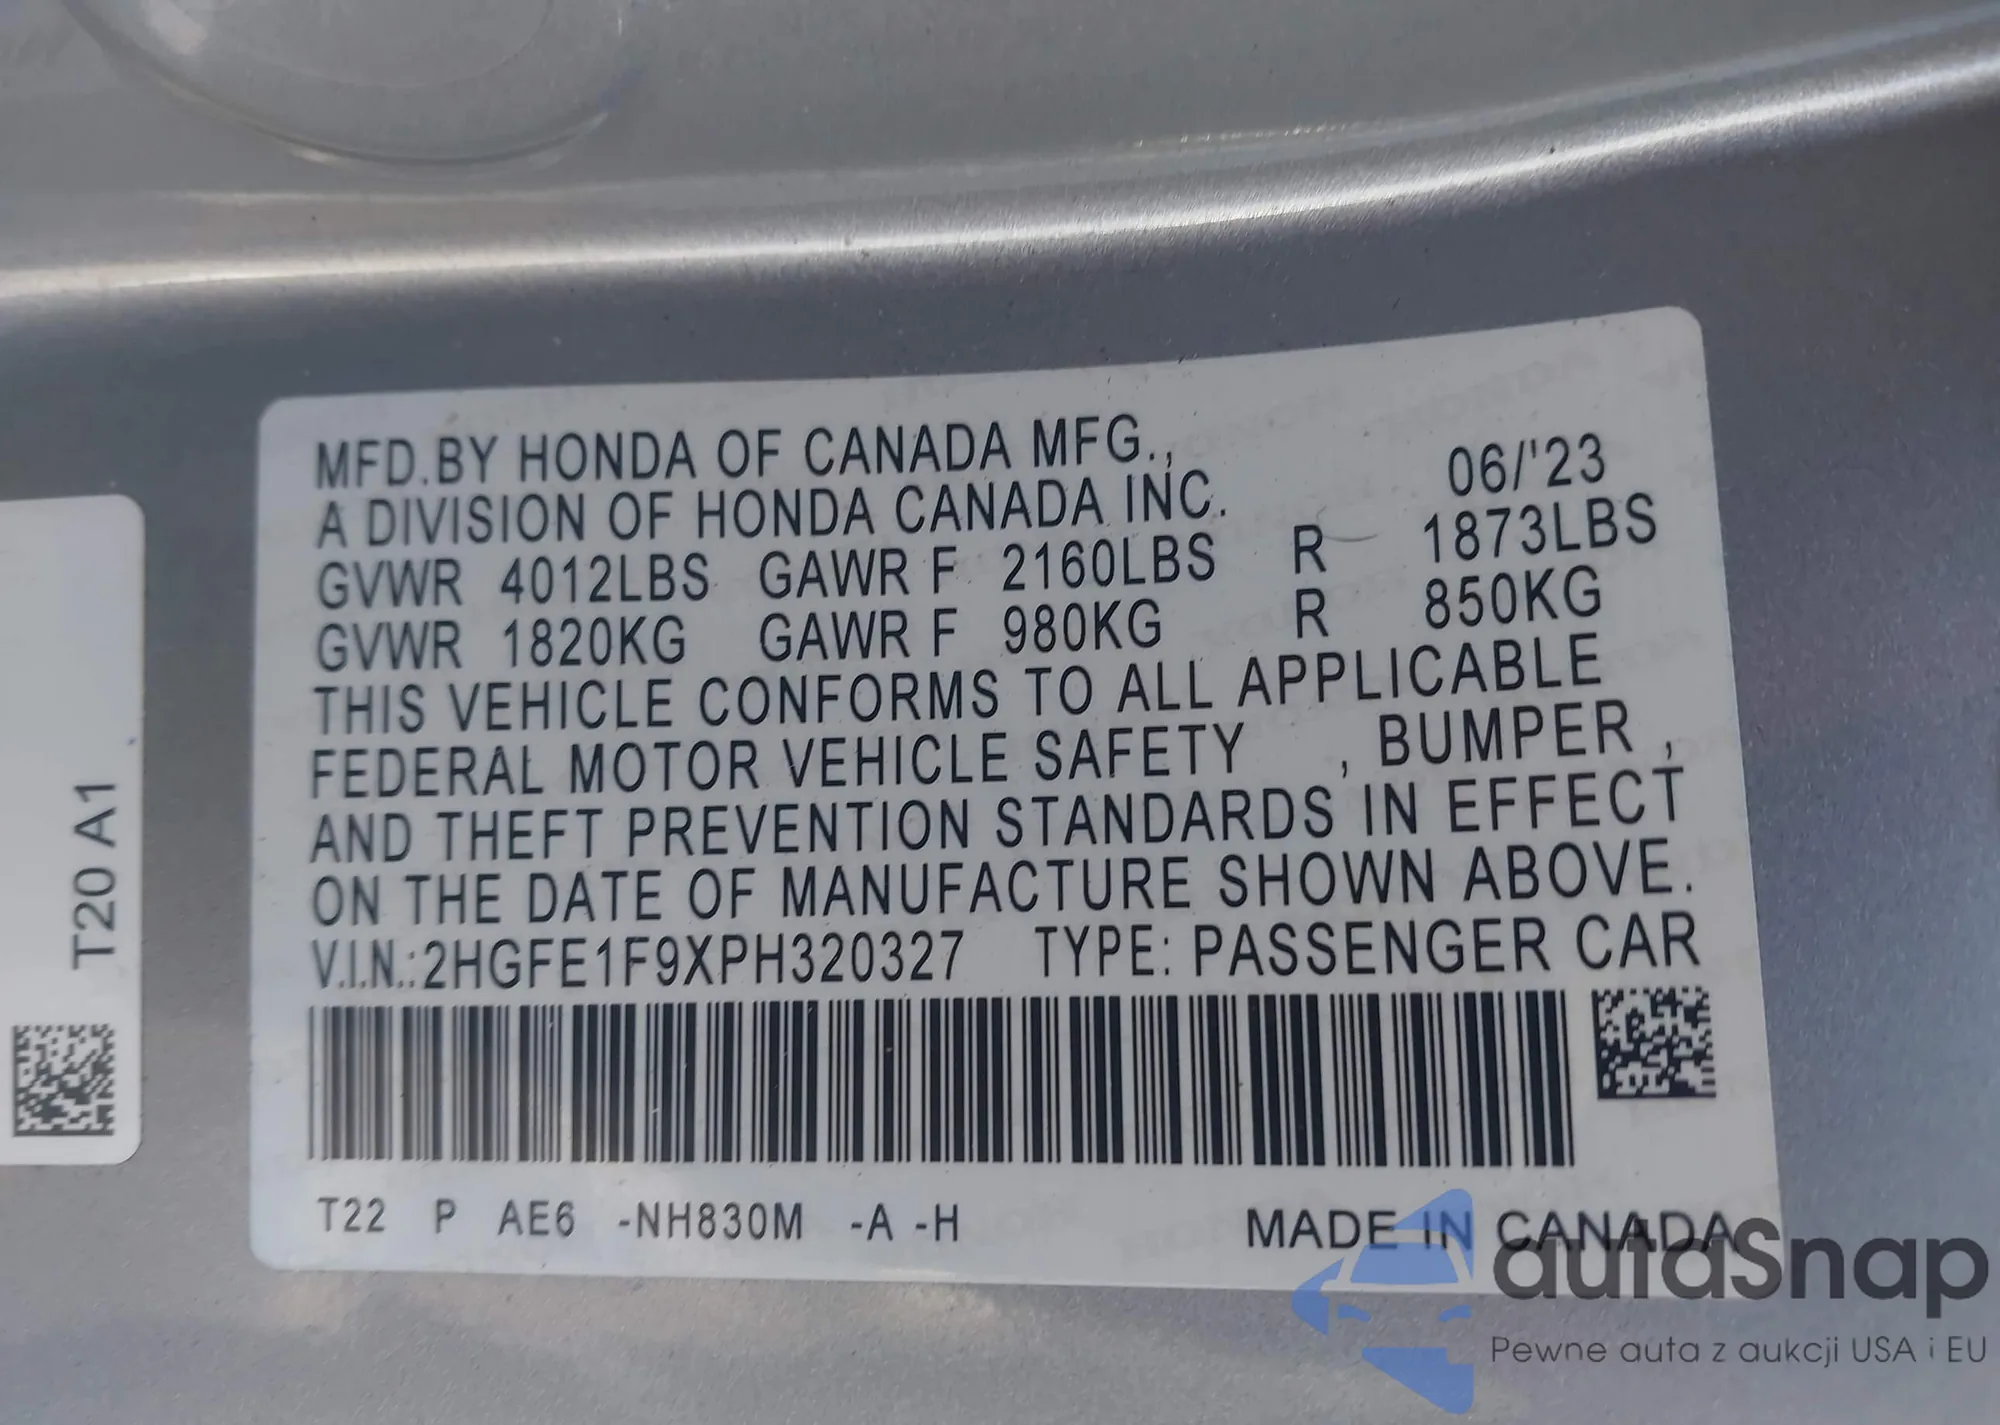 MFD.BY HONDA OF CANADA MFG.,
A DIVISION OF HONDA CANADA INC. 06/'23
GVWR 4012LBS GAWR F 2160LBS R 1873LBS
GVWR 1820KG GAWR F 980KG R 850KG
THIS VEHICLE CONFORMS TO ALL APPLICABLE
FEDERAL MOTOR VEHICLE SAFETY , BUMPER ,
AND THEFT PREVENTION STANDARDS IN EFFECT
ON THE DATE OF MANUFACTURE SHOWN ABOVE.
V.I.N.:2HGFE1F9XPH320327 TYPE: PASSENGER CAR
T22 P AE6 -NH830M -A -H MADE IN CANADA
T20 A1
autaSnap
Pewne auta z aukcji USA i EU